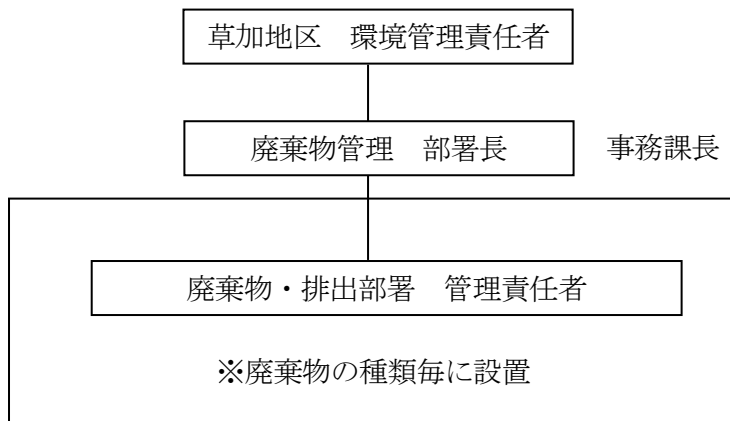 草加地区　環境管理責任者
廃棄物管理　部署長　事務課長
廃棄物・排出部署　管理責任者
※廃棄物の種類毎に設置